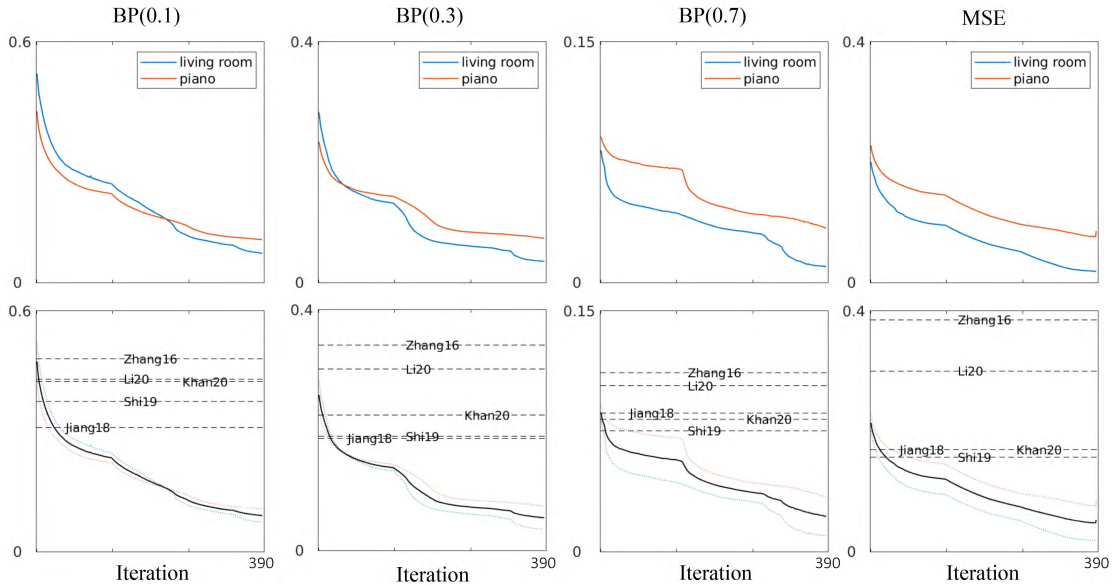 BP(0.1) BP(0.3) BP(0.7) MSE
0.6 0.4 0.15 0.4
living room living room living room living room
piano piano piano piano
0 0 0 0
0.6 0.4 0.15 0.4
Zhang16
Li20 Khan20
Shi19
Jiang18
Zhang16
Li20
Khan20
Jiang18 Shi19
Zhang16
Li20
Jiang18 Khan20
Shi19
Zhang16
Li20
Jiang18 Khan20
Shi19
0 0 0 0
390 390 390 390
Iteration Iteration Iteration Iteration